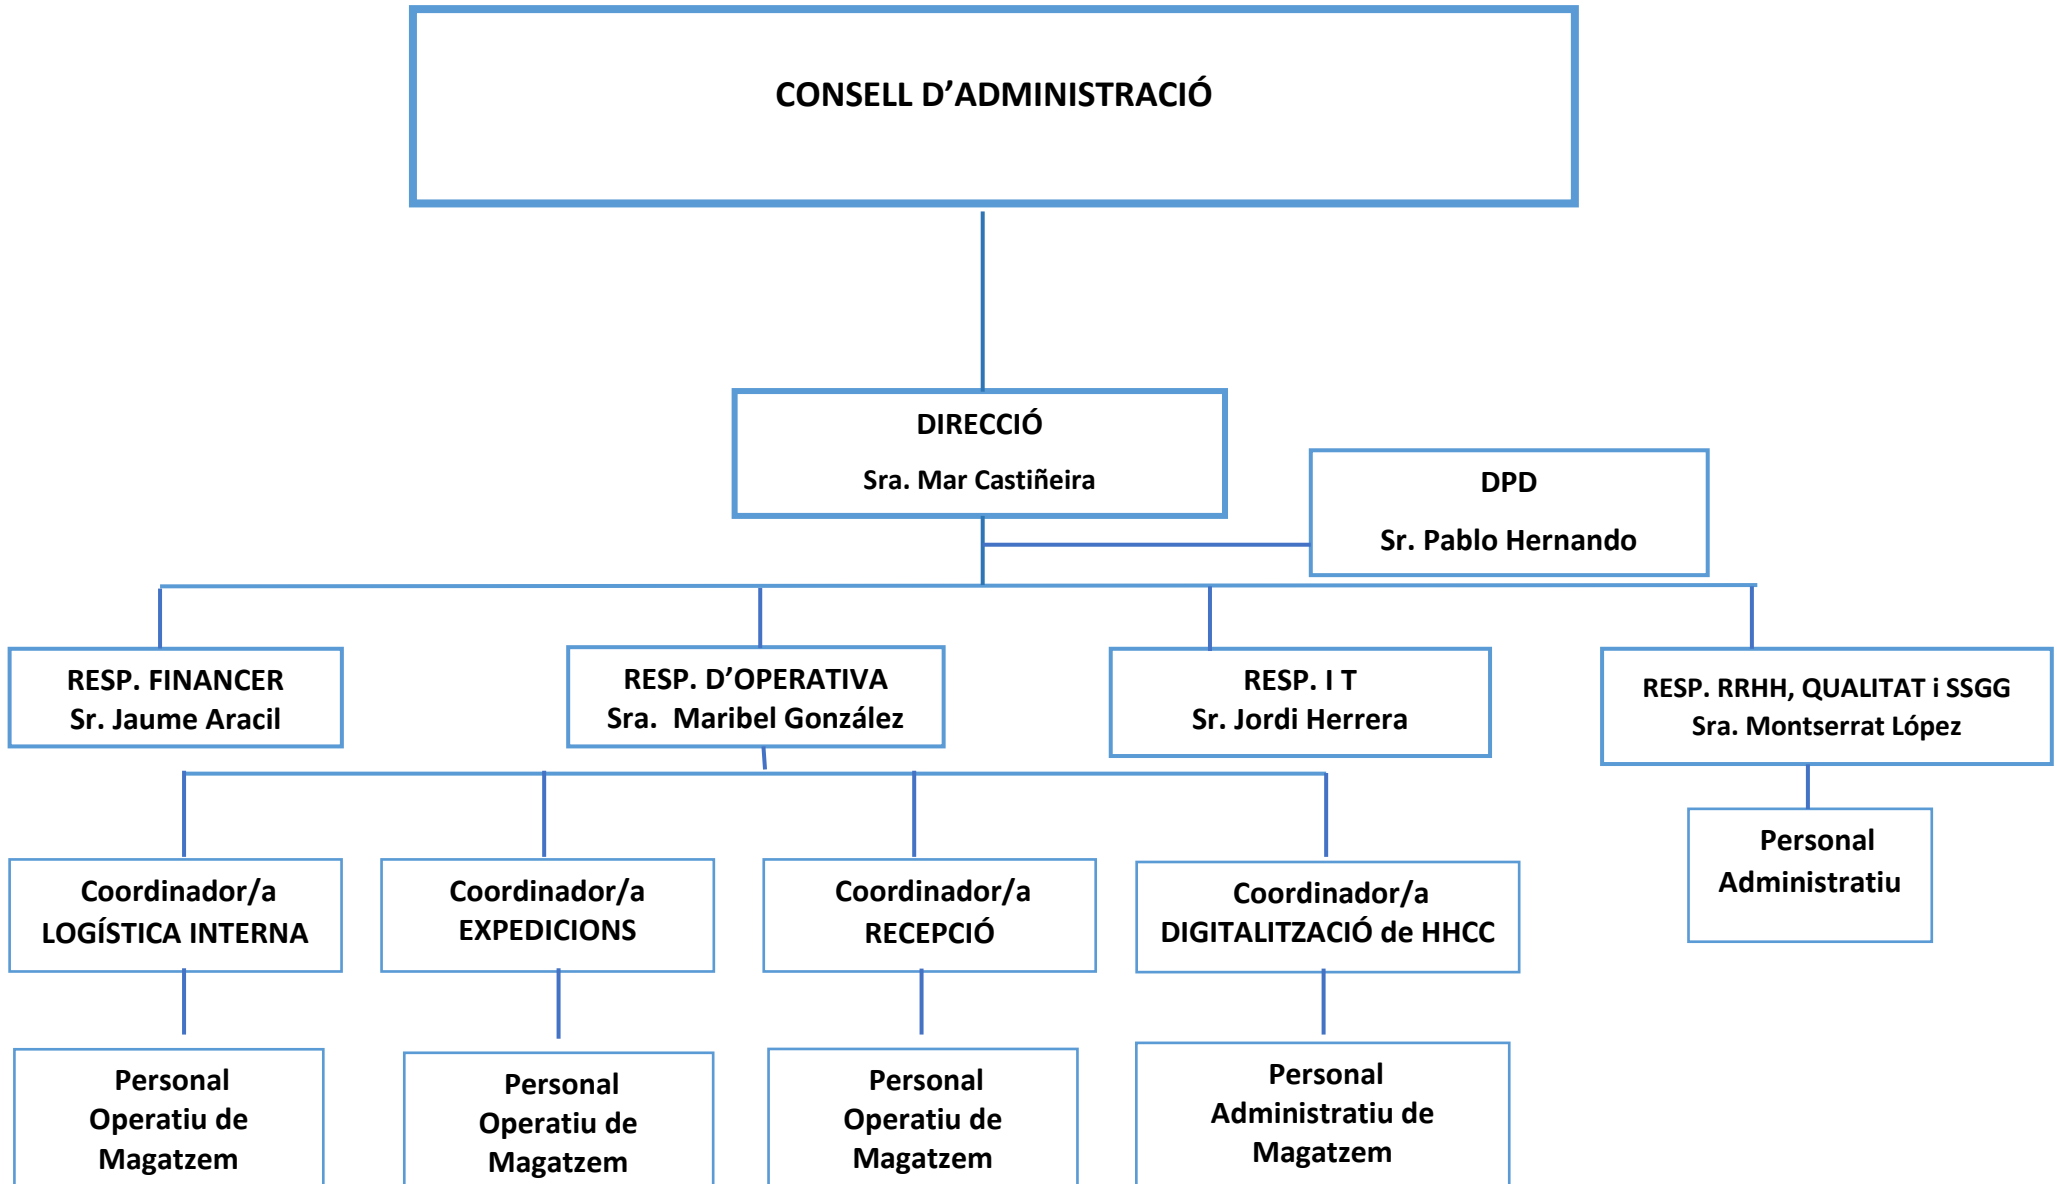 CONSELL D’ADMINISTRACIÓ
DIRECCIÓ
Sra. Mar Castiñeira
DPD
Sr. Pablo Hernando
RESP. FINANCER
Sr. Jaume Aracil
RESP. D’OPERATIVA
Sra.  Maribel González
RESP. I T
Sr. Jordi Herrera
RESP. RRHH, QUALITAT i SSGG
Sra. Montserrat López
Personal
Administratiu
Coordinador/a
LOGÍSTICA INTERNA
Coordinador/a
EXPEDICIONS
Coordinador/a
RECEPCIÓ
Coordinador/a
DIGITALITZACIÓ de HHCC
Personal
Operatiu de
Magatzem
Personal
Operatiu de
Magatzem
Personal
Operatiu de
Magatzem
Personal
Administratiu de
Magatzem